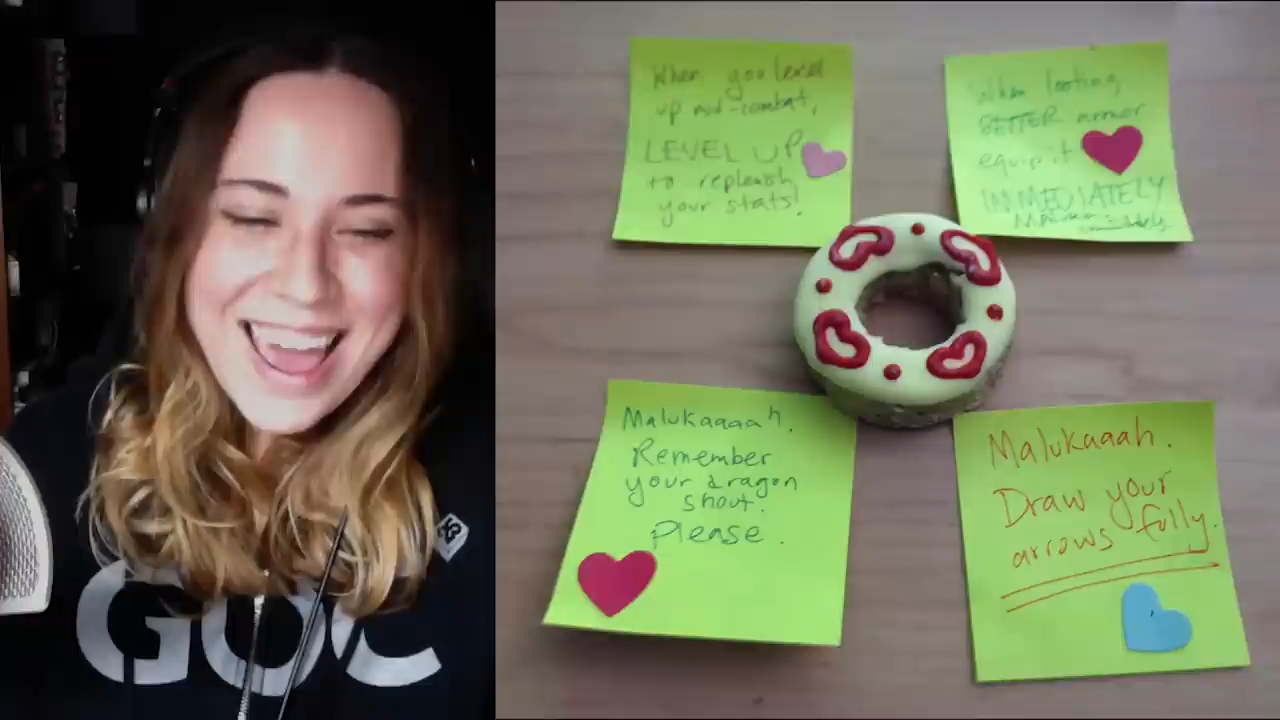 When you level
up mid-combat,
LEVEL UP
to replenish
your stats!
When looting
BETTER armor
equip it
IMMEDIATELY
Malukaaaah.
Remember
your dragon
shout.
Please.
Malukaaah.
Draw your
arrows fully.
GOC